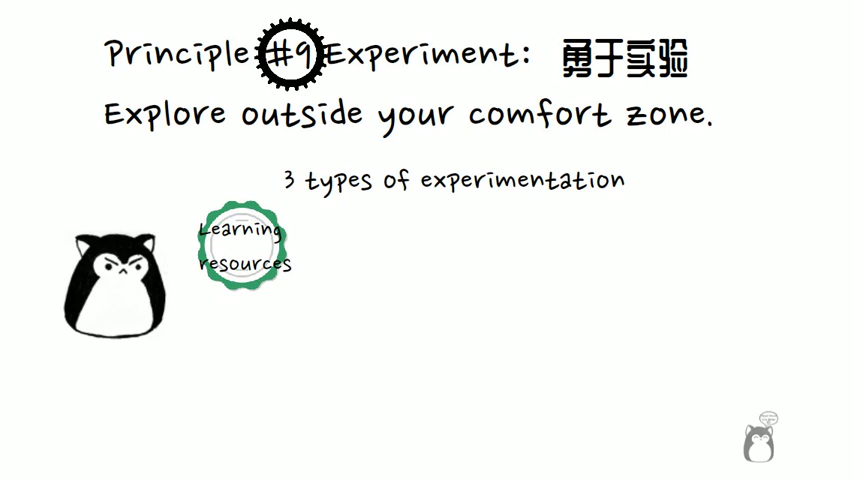 Principle #9 Experiment: 勇于实验
Explore outside your comfort zone.
3 types of experimentation
Learning
resources